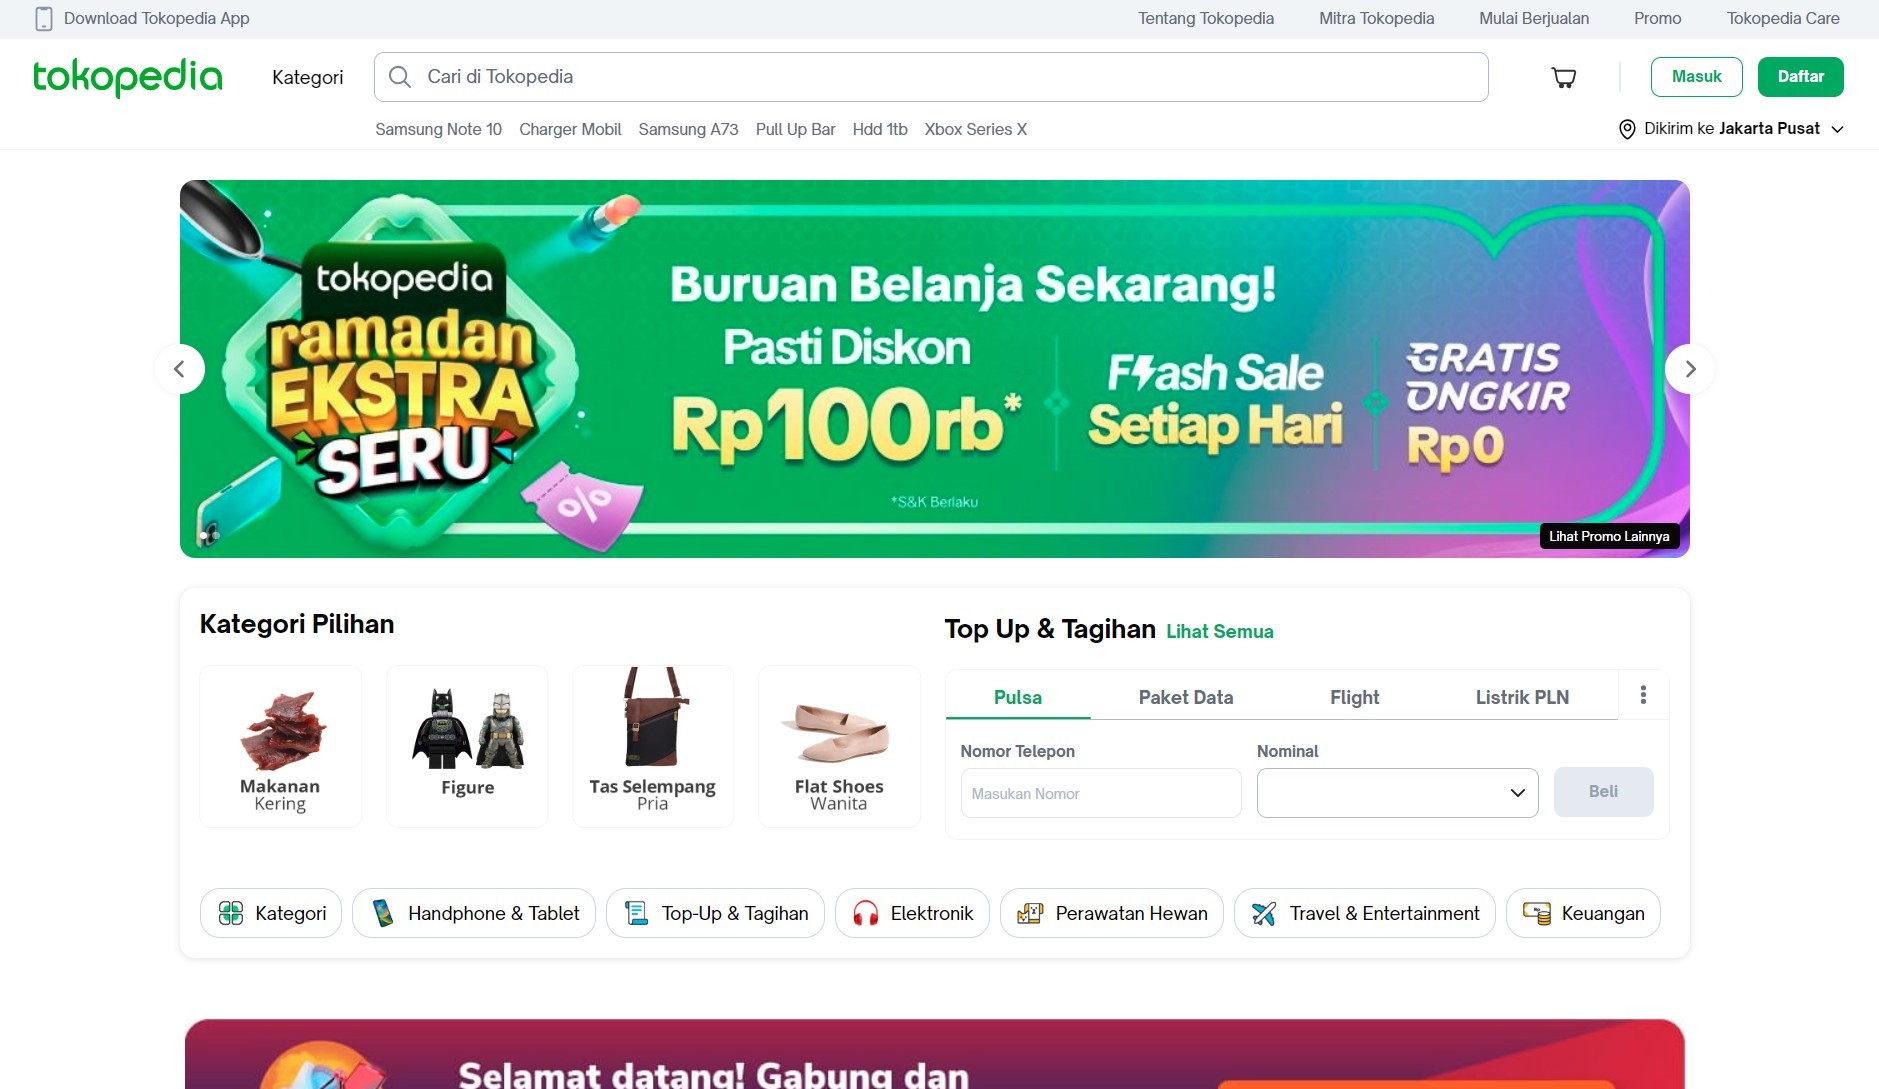 Download Tokopedia App
Tentang Tokopedia
Mitra Tokopedia
Mulai Berjualan
Promo
Tokopedia Care
tokopedia
Kategori
Cari di Tokopedia
Masuk
Daftar
Samsung Note 10
Charger Mobil
Samsung A73
Pull Up Bar
Hdd 1tb
Xbox Series X
Dikirim ke Jakarta Pusat
tokopedia
ramadan
EKSTRA
SERU
%
Buruan Belanja Sekarang!
Pasti Diskon
Rp100rb*
Flash Sale
Setiap Hari
GRATIS
ONGKIR
Rp0
*S&K Berlaku
Lihat Promo Lainnya
Kategori Pilihan
Makanan
Kering
Figure
Tas Selempang
Pria
Flat Shoes
Wanita
Top Up & Tagihan Lihat Semua
Pulsa
Paket Data
Flight
Listrik PLN
Nomor Telepon
Masukan Nomor
Nominal
Beli
Kategori
Handphone & Tablet
Top-Up & Tagihan
Elektronik
Perawatan Hewan
Travel & Entertainment
Rp
Keuangan
Selamat datang! Gabung dan